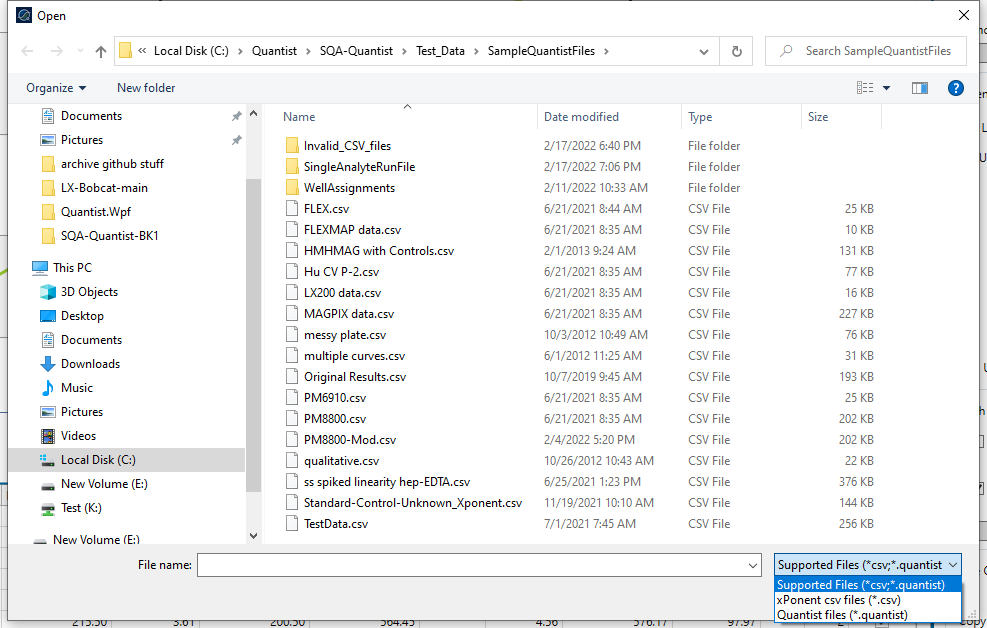 Open
« Local Disk (C:) › Quantist › SQA-Quantist › Test_Data › SampleQuantistFiles ›
Search SampleQuantistFiles
Organize
New folder
Documents
Pictures
archive github stuff
LX-Bobcat-main
Quantist.Wpf
SQA-Quantist-BK1
This PC
3D Objects
Desktop
Documents
Downloads
Music
Pictures
Videos
Local Disk (C:)
New Volume (E:)
Test (K:)
New Volume (E:)
Name Date modified Type Size
Invalid_CSV_files 2/17/2022 6:40 PM File folder
SingleAnalyteRunFile 2/17/2022 7:06 PM File folder
WellAssignments 2/11/2022 10:33 AM File folder
FLEX.csv 6/21/2021 8:44 AM CSV File 25 KB
FLEXMAP data.csv 6/21/2021 8:35 AM CSV File 10 KB
HMHMAG with Controls.csv 2/1/2013 9:24 AM CSV File 131 KB
Hu CV P-2.csv 6/21/2021 8:35 AM CSV File 77 KB
LX200 data.csv 6/21/2021 8:35 AM CSV File 16 KB
MAGPIX data.csv 6/21/2021 8:35 AM CSV File 227 KB
messy plate.csv 10/3/2012 10:49 AM CSV File 76 KB
multiple curves.csv 6/1/2012 11:25 AM CSV File 31 KB
Original Results.csv 10/7/2019 9:45 AM CSV File 193 KB
PM6910.csv 6/21/2021 8:35 AM CSV File 25 KB
PM8800.csv 6/21/2021 8:35 AM CSV File 202 KB
PM8800-Mod.csv 2/4/2022 5:20 PM CSV File 202 KB
qualitative.csv 10/26/2012 10:43 AM CSV File 22 KB
ss spiked linearity hep-EDTA.csv 6/25/2021 1:23 PM CSV File 376 KB
Standard-Control-Unknown_Xponent.csv 11/19/2021 10:10 AM CSV File 144 KB
TestData.csv 7/1/2021 7:45 AM CSV File 256 KB
File name:
Supported Files (*csv;*.quantist
Supported Files (*csv;*.quantist)
xPonent csv files (*.csv)
Quantist files (*.quantist)